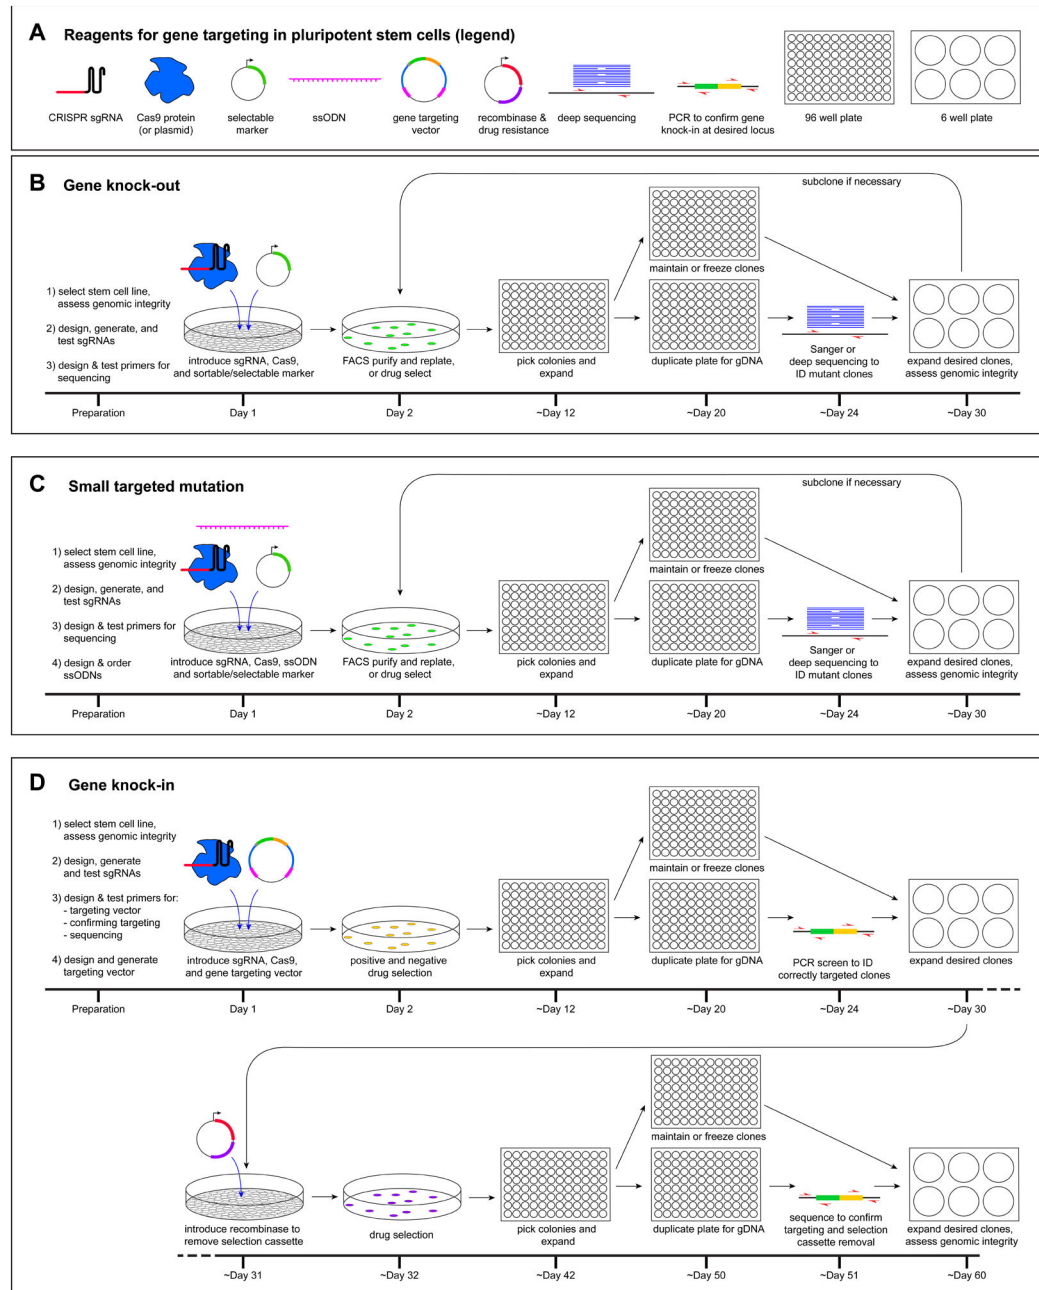 A Reagents for gene targeting in pluripotent stem cells (legend)
CRISPR sgRNA
Cas9 protein
(or plasmid)
selectable
marker
ssODN
gene targeting
vector
recombinase &
drug resistance
deep sequencing
PCR to confirm gene
knock-in at desired locus
96 well plate
6 well plate
B Gene knock-out
subclone if necessary
1) select stem cell line,
assess genomic integrity
2) design, generate, and
test sgRNAs
3) design & test primers for
sequencing
introduce sgRNA, Cas9,
and sortable/selectable marker
FACS purify and replate,
or drug select
pick colonies and
expand
maintain or freeze clones
duplicate plate for gDNA
Sanger or
deep sequencing to
ID mutant clones
expand desired clones,
assess genomic integrity
Preparation
Day 1
Day 2
~Day 12
~Day 20
~Day 24
~Day 30
C Small targeted mutation
subclone if necessary
1) select stem cell line,
assess genomic integrity
2) design, generate, and
test sgRNAs
3) design & test primers for
sequencing
4) design & order
ssODNs
introduce sgRNA, Cas9, ssODN
and sortable/selectable marker
FACS purify and replate,
or drug select
pick colonies and
expand
maintain or freeze clones
duplicate plate for gDNA
Sanger or
deep sequencing to
ID mutant clones
expand desired clones,
assess genomic integrity
Preparation
Day 1
Day 2
~Day 12
~Day 20
~Day 24
~Day 30
D Gene knock-in
1) select stem cell line,
assess genomic integrity
2) design, generate
and test sgRNAs
3) design & test primers for:
- targeting vector
- confirming targeting
- sequencing
4) design and generate
targeting vector
introduce sgRNA, Cas9,
and gene targeting vector
positive and negative
drug selection
pick colonies and
expand
maintain or freeze clones
duplicate plate for gDNA
PCR screen to ID
correctly targeted clones
expand desired clones
Preparation
Day 1
Day 2
~Day 12
~Day 20
~Day 24
~Day 30
introduce recombinase to
remove selection cassette
drug selection
pick colonies and
expand
maintain or freeze clones
duplicate plate for gDNA
sequence to confirm
targeting and selection
cassette removal
expand desired clones,
assess genomic integrity
~Day 31
~Day 32
~Day 42
~Day 50
~Day 51
~Day 60